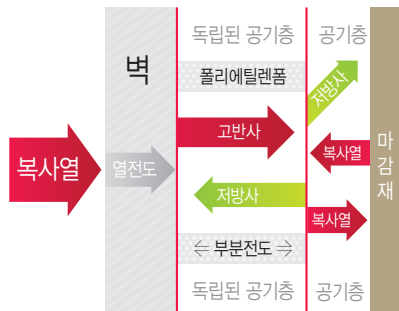 독립된 공기층
공기층
벽
폴리에틸렌폼
저방사
고반사
복사열
열전도
복사열
마감재
저방사
복사열
← 부분전도 →
독립된 공기층
공기층